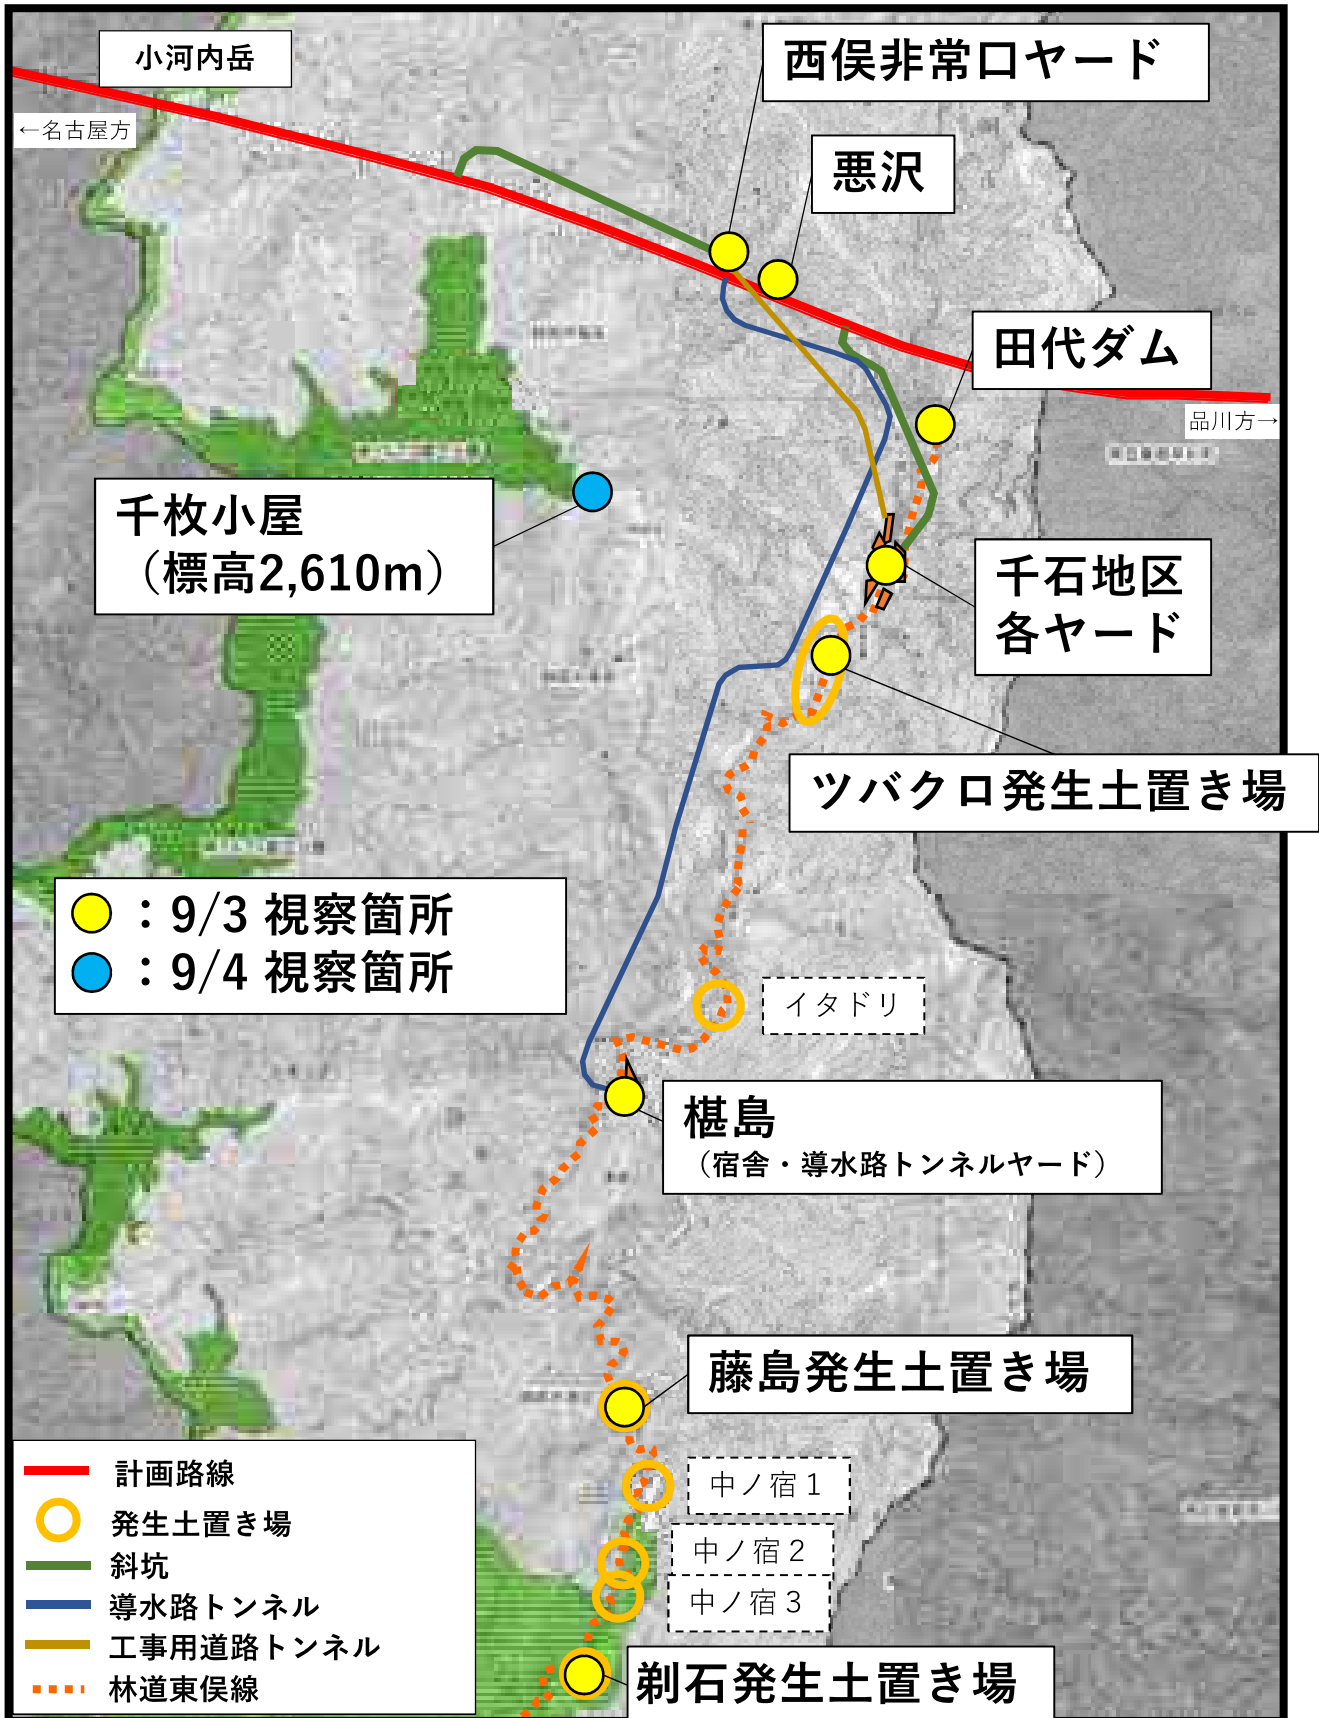 小河内岳
西俣非常口ヤード
←名古屋方
悪沢
田代ダム
品川方→
千枚小屋
（標高2,610m）
千石地区
各ヤード
ツバクロ発生土置き場
：9/3 視察箇所
：9/4 視察箇所
イタドリ
椹島
（宿舎・導水路トンネルヤード）
藤島発生土置き場
中ノ宿１
中ノ宿２
中ノ宿３
剃石発生土置き場
計画路線
発生土置き場
斜坑
導水路トンネル
工事用道路トンネル
林道東俣線